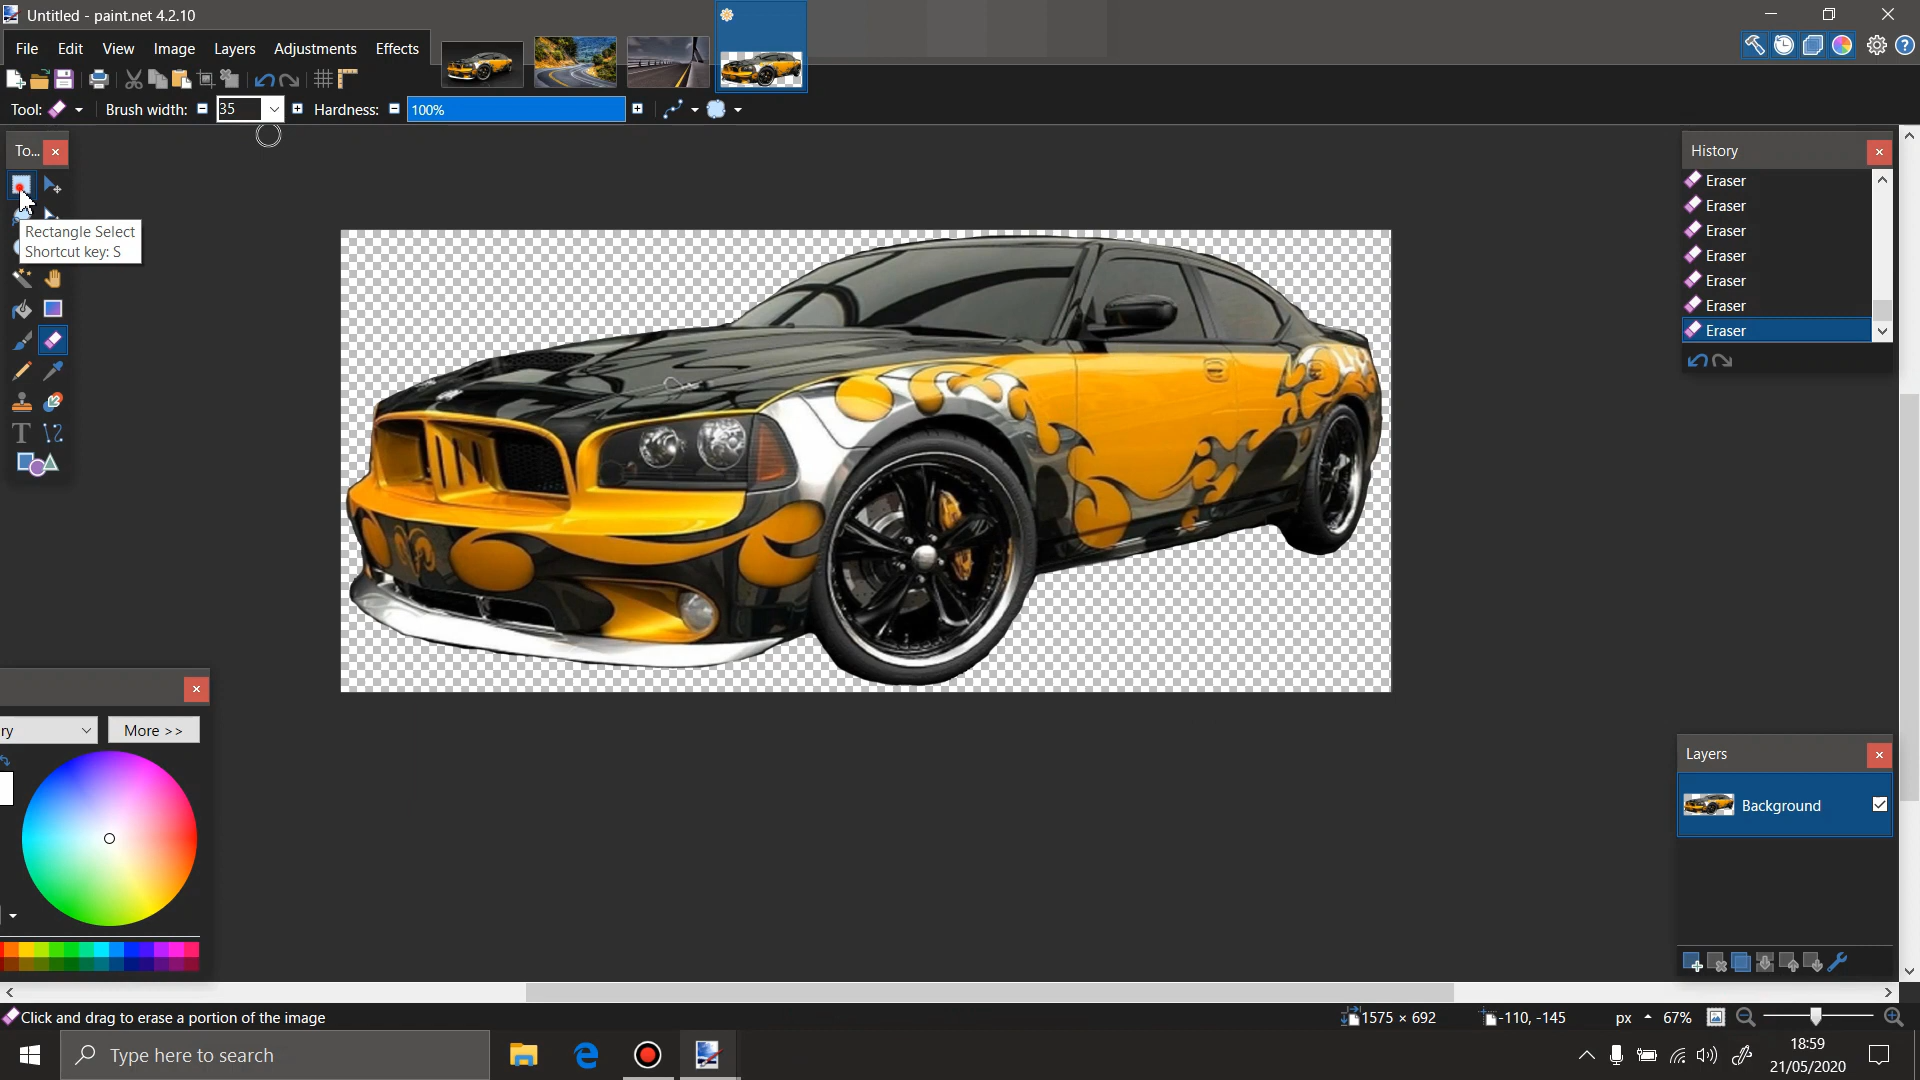 Untitled - paint.net 4.2.10
File Edit View Image Layers Adjustments Effects
Tool: Brush width: 35 Hardness: 100%
To...
Rectangle Select
Shortcut key: S
History
Eraser
Eraser
Eraser
Eraser
Eraser
Eraser
Eraser
ry More >>
Layers
Background
Click and drag to erase a portion of the image 1575 × 692 -110, -145 px 67%
Type here to search
18:59
21/05/2020